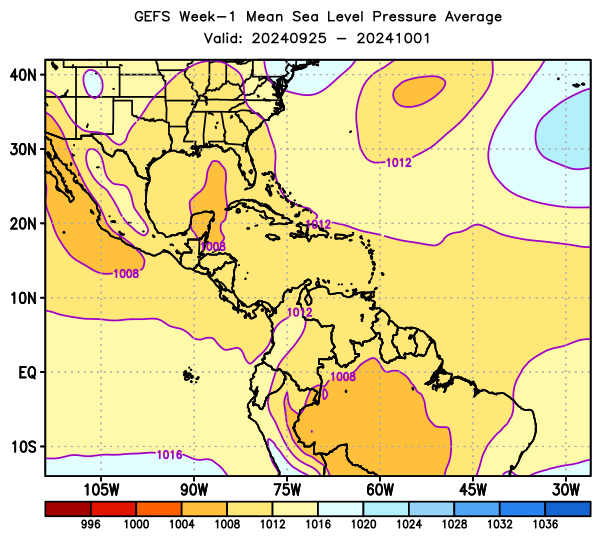 GEFS Week-1 Mean Sea Level Pressure Average
Valid: 20240925 - 20241001
40N
30N
1012
20N
1012
1008
1008
10N
1012
EQ
1008
10S
1016
105W 90W 75W 60W 45W 30W
996 1000 1004 1008 1012 1016 1020 1024 1028 1032 1036